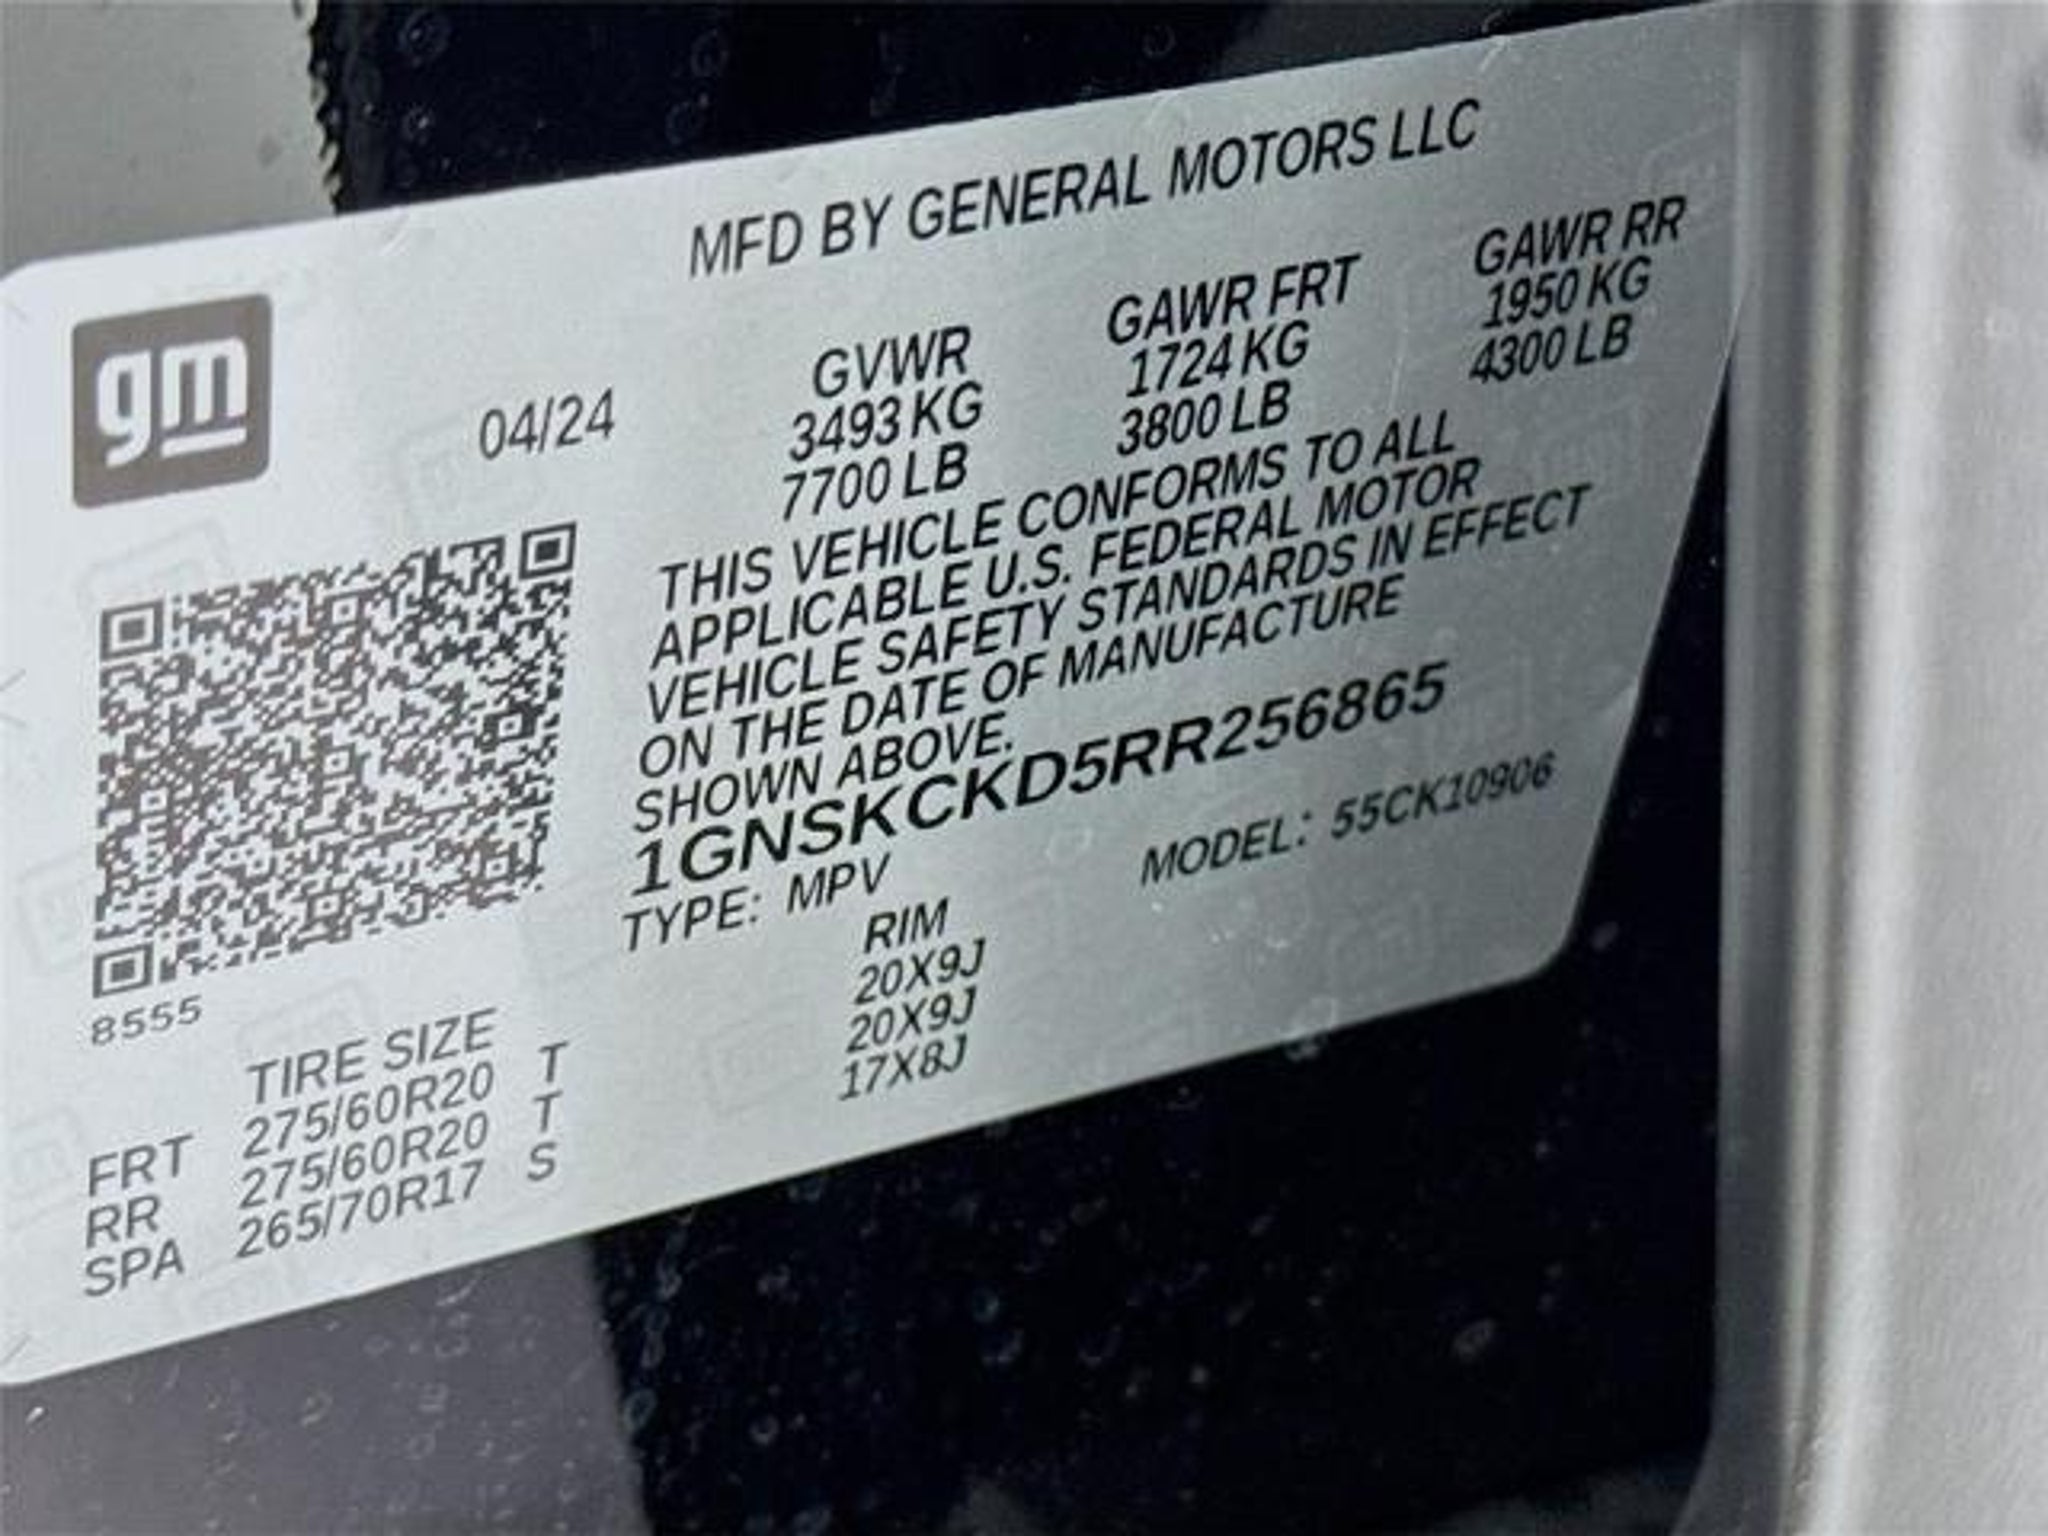 MFD BY GENERAL MOTORS LLC
gm
04/24
GVWR GAWR FRT GAWR RR
3493 KG 1724 KG 1950 KG
7700 LB 3800 LB 4300 LB
THIS VEHICLE CONFORMS TO ALL
APPLICABLE U.S. FEDERAL MOTOR
VEHICLE SAFETY STANDARDS IN EFFECT
ON THE DATE OF MANUFACTURE
SHOWN ABOVE.
1GNSKCKD5RR256865
TYPE: MPV MODEL: 55CK10906
8555
TIRE SIZE RIM
FRT 275/60R20 T 20X9J
RR 275/60R20 T 20X9J
SPA 265/70R17 S 17X8J